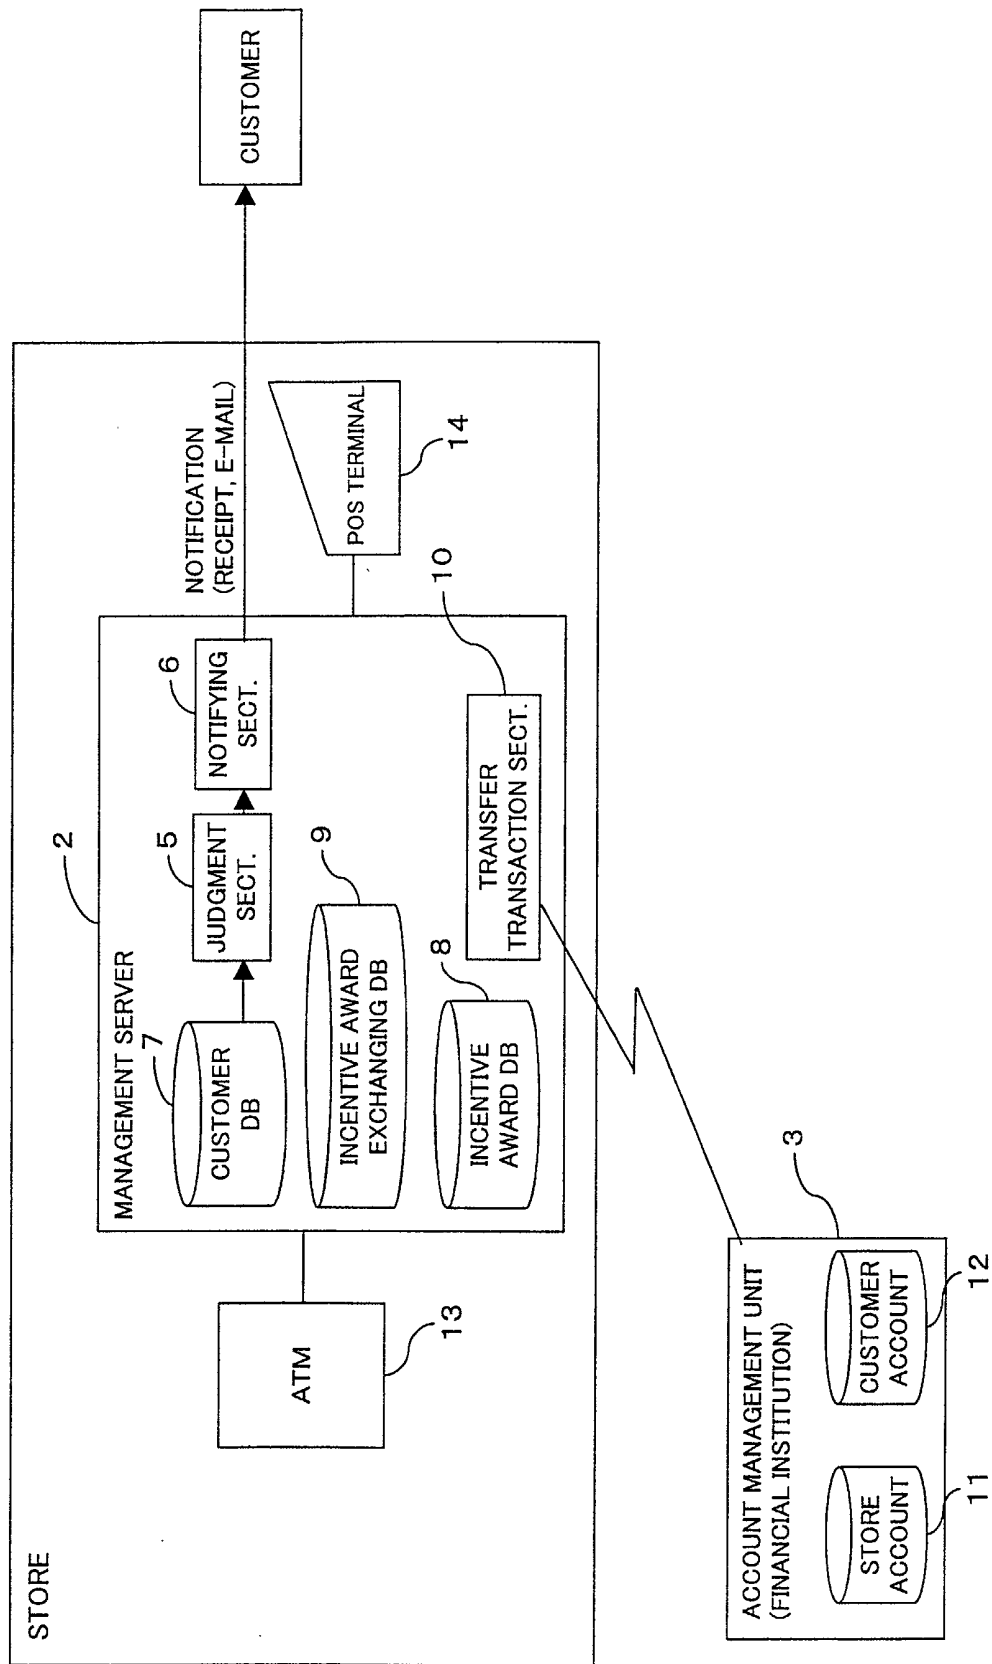 STORE
MANAGEMENT SERVER
2
7
CUSTOMER
DB
5
JUDGMENT
SECT.
6
NOTIFYING
SECT.
NOTIFICATION
(RECEIPT, E-MAIL)
CUSTOMER
ATM
13
9
INCENTIVE AWARD
EXCHANGING DB
8
INCENTIVE
AWARD DB
10
TRANSFER
TRANSACTION SECT.
POS TERMINAL
14
ACCOUNT MANAGEMENT UNIT
(FINANCIAL INSTITUTION)
3
STORE
ACCOUNT
11
CUSTOMER
ACCOUNT
12